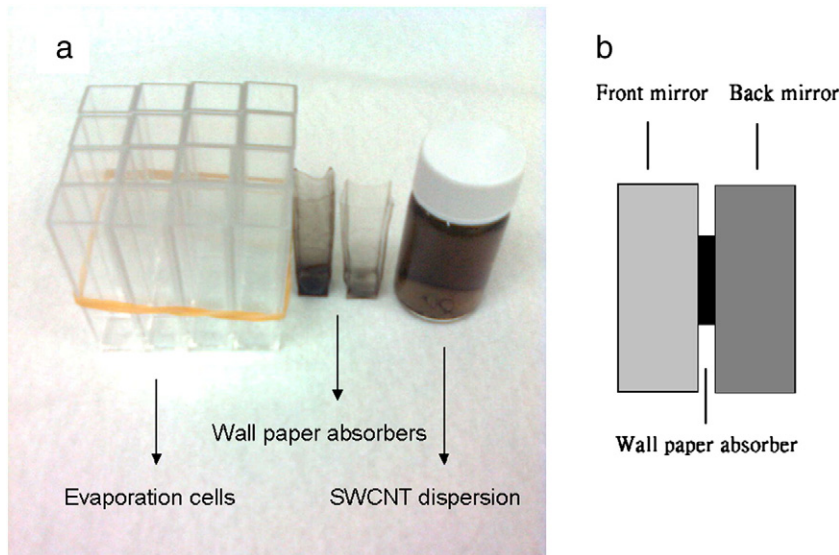 a
Wall paper absorbers
Evaporation cells
SWCNT dispersion
b
Front mirror
Back mirror
Wall paper absorber